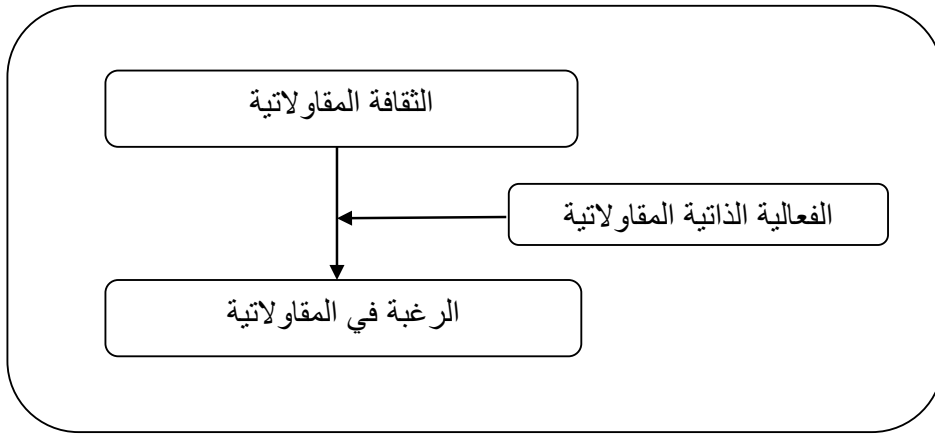 الثقافة المقاولاتية
الفعالية الذاتية المقاولاتية
الرغبة في المقاولاتية